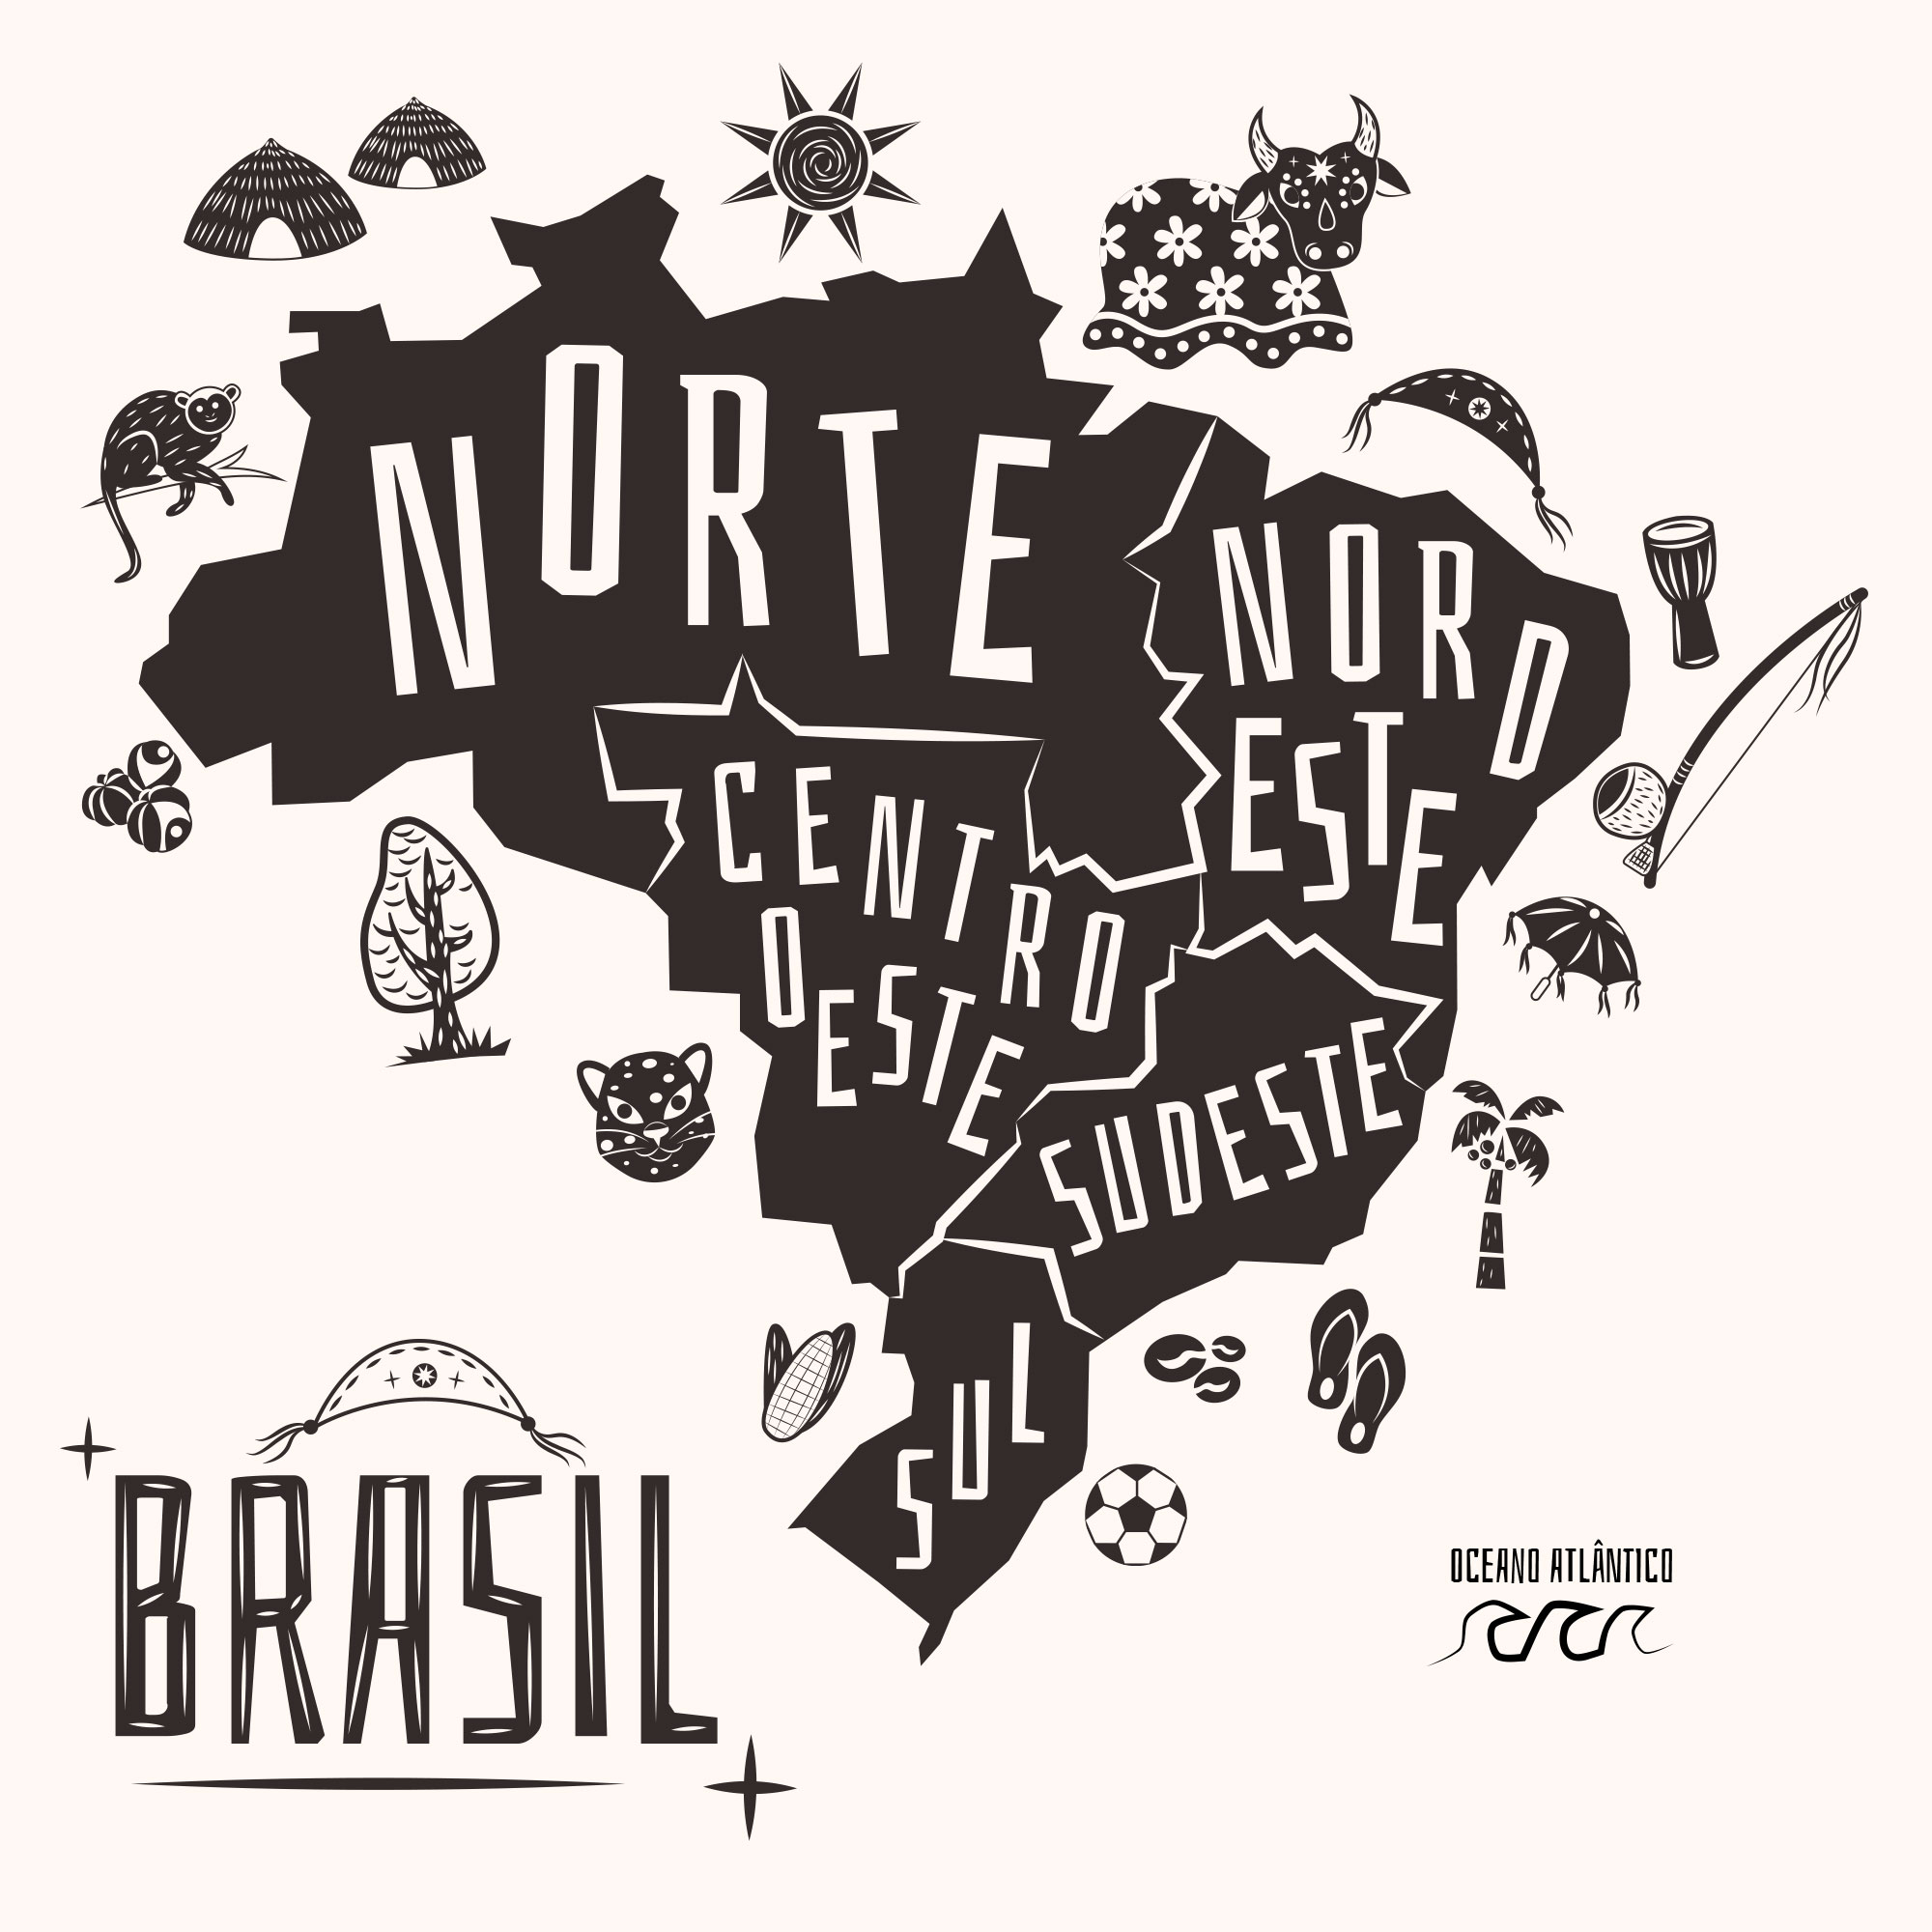 NORTE
NORD
ESTE
CENTRO
OESTE
SUDESTE
SUL
BRASIL
OCEANO ATLÂNTICO